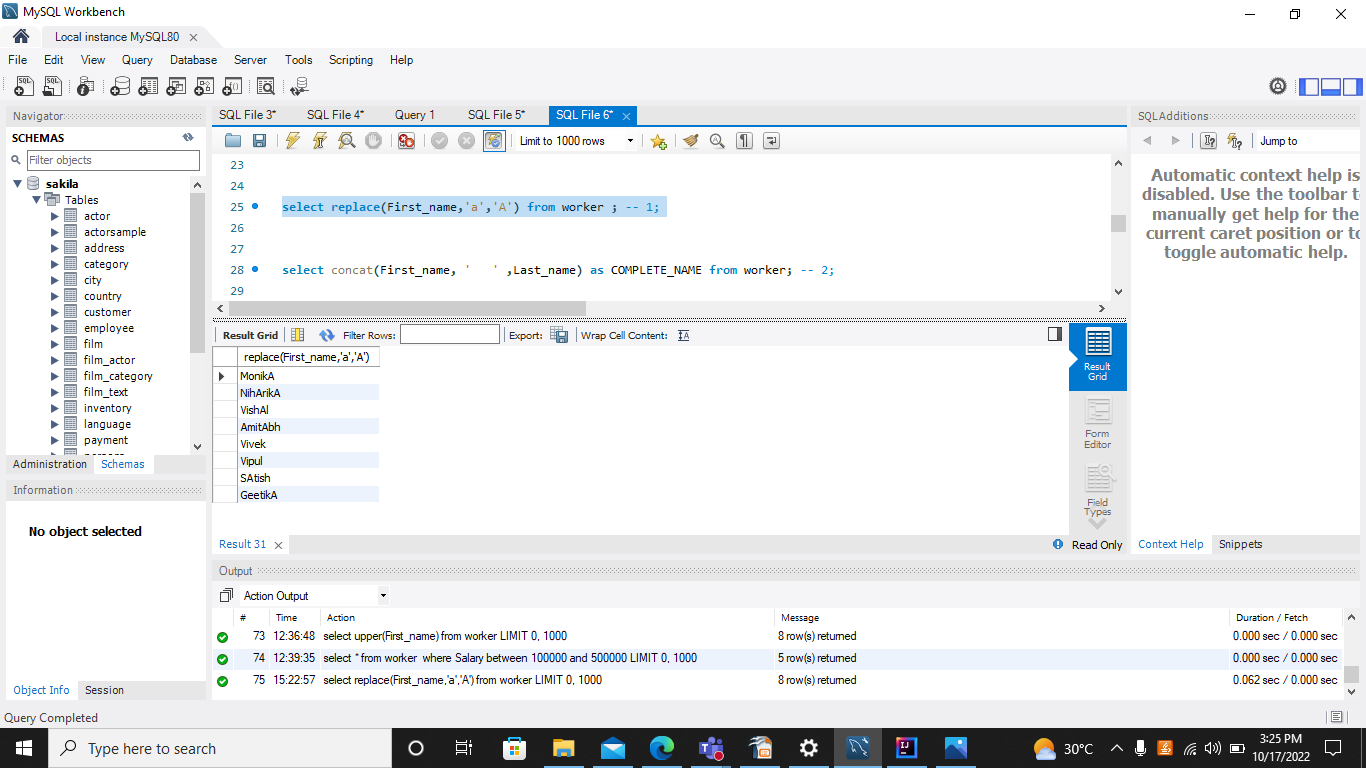 MySQL Workbench
Local instance MySQL80
File Edit View Query Database Server Tools Scripting Help
Navigator
SCHEMAS
Filter objects
sakila
Tables
actor
actorsample
address
category
city
country
customer
employee
film
film_actor
film_category
film_text
inventory
language
payment
Administration Schemas
Information
No object selected
Object Info Session
SQL File 3* SQL File 4* Query 1 SQL File 5* SQL File 6*
Limit to 1000 rows
23
24
25 select replace(First_name,'a','A') from worker ; -- 1;
26
27
28 select concat(First_name, '   ' ,Last_name) as COMPLETE_NAME from worker; -- 2;
29
Result Grid Filter Rows: Export: Wrap Cell Content:
replace(First_name,'a','A')
MonikA
NihArikA
VishAl
AmitAbh
Vivek
Vipul
SAtish
GeetikA
Result Grid
Form Editor
Field Types
Result 31
Read Only
SQLAdditions
Jump to
Automatic context help is
disabled. Use the toolbar t
manually get help for the
current caret position or to
toggle automatic help.
Context Help Snippets
Output
Action Output
# Time Action Message Duration / Fetch
73 12:36:48 select upper(First_name) from worker LIMIT 0, 1000 8 row(s) returned 0.000 sec / 0.000 sec
74 12:39:35 select * from worker  where Salary between 100000 and 500000 LIMIT 0, 1000 5 row(s) returned 0.000 sec / 0.000 sec
75 15:22:57 select replace(First_name,'a','A') from worker LIMIT 0, 1000 8 row(s) returned 0.062 sec / 0.000 sec
Query Completed
Type here to search
30°C
3:25 PM
10/17/2022